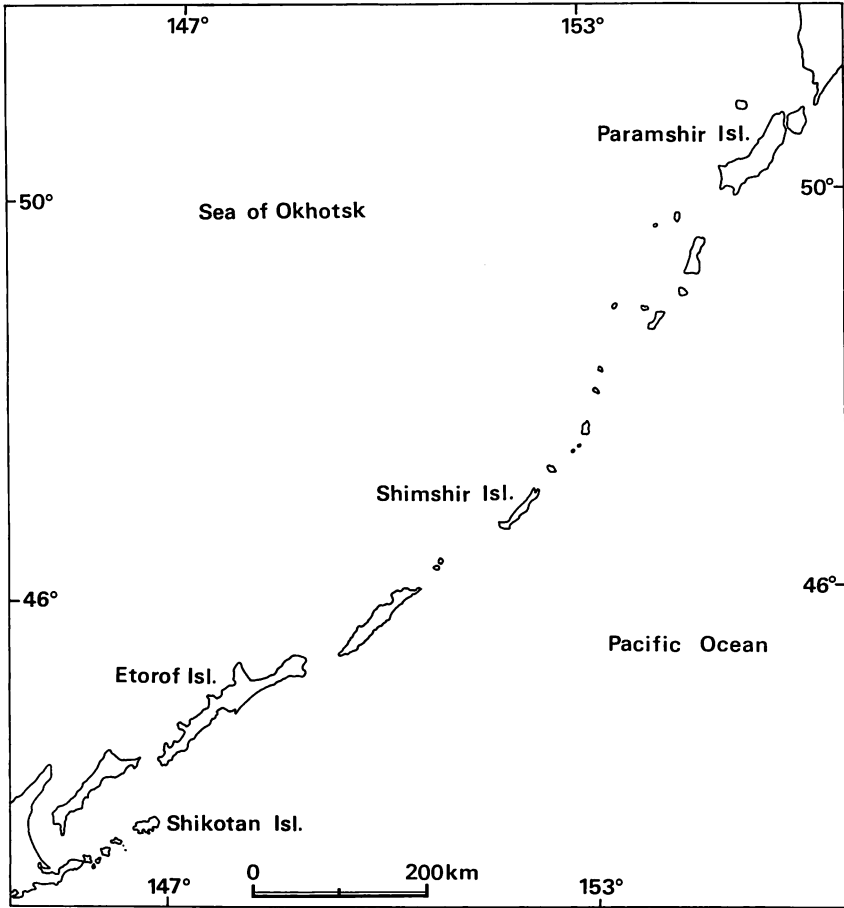 147°
153°
Paramshir Isl.
50°
50°
Sea of Okhotsk
Shimshir Isl.
46°
46°
Pacific Ocean
Etorof Isl.
Shikotan Isl.
0
200km
147°
153°